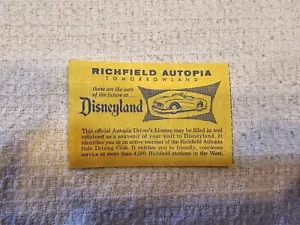 RICHFIELD AUTOPIA
TOMORROWLAND
these are the cars
of the future at...
Disneyland
This official Autopia Driver's License may be filled in and
retained as a souvenir of your visit to Disneyland. It
identifies you as an active member of the Richfield Autopia
Safe Driving Club. It entitles you to friendly, courteous
service at more than 4,000 Richfield stations in the West.